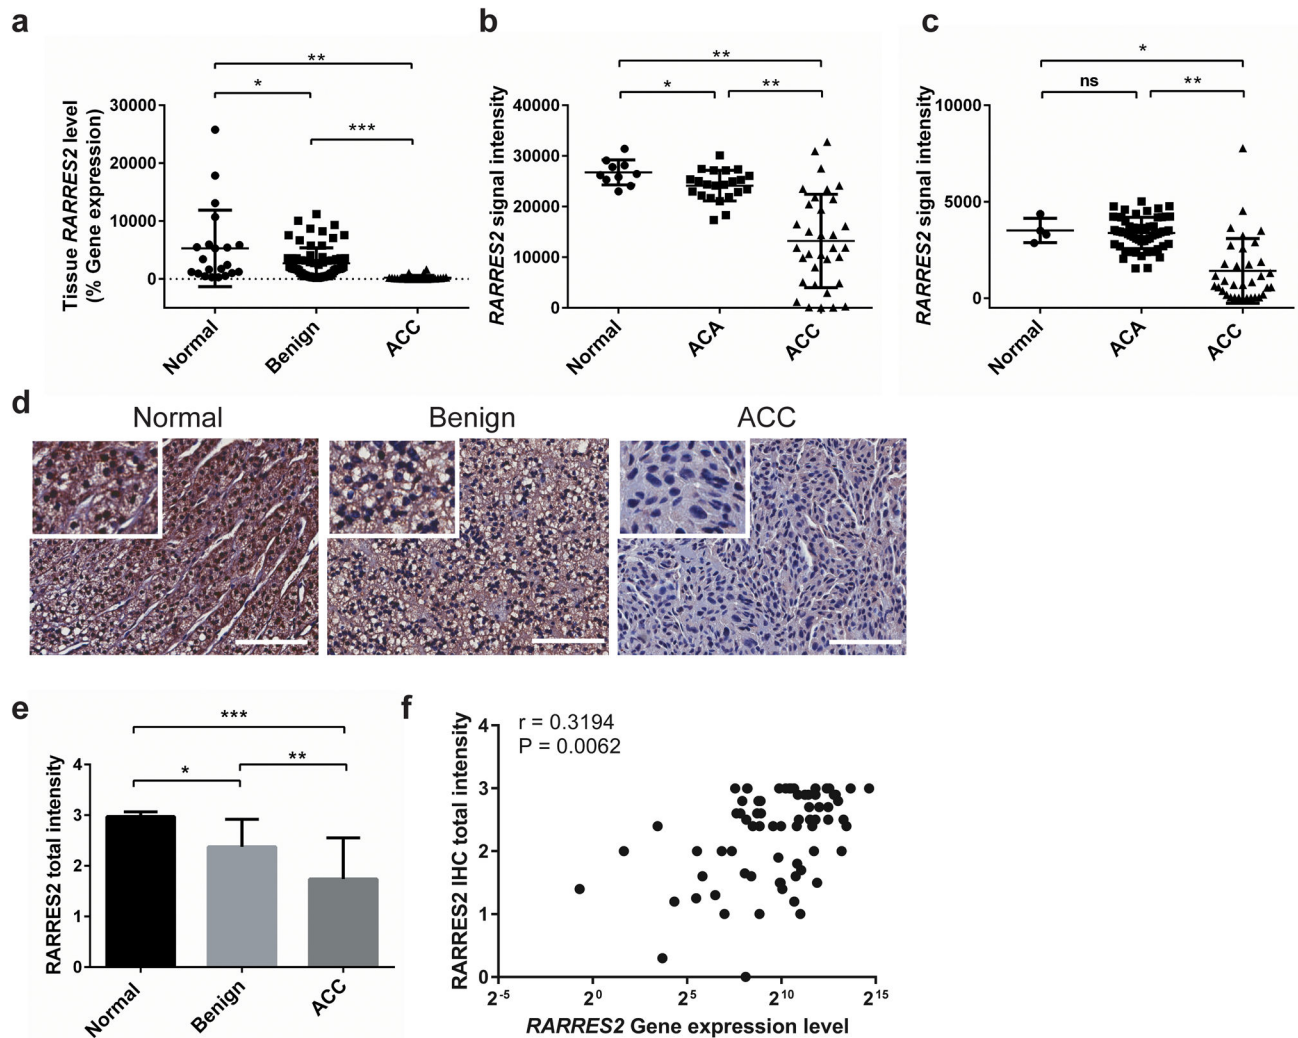 a
**
*
***
Tissue RARRES2 level
(% Gene expression)
30000
20000
10000
0
Normal
Benign
ACC
b
**
*
**
RARRES2 signal intensity
40000
30000
20000
10000
0
Normal
ACA
ACC
c
*
ns
**
RARRES2 signal intensity
10000
5000
0
Normal
ACA
ACC
d
Normal
Benign
ACC
e
***
**
*
RARRES2 total intensity
4
3
2
1
0
Normal
Benign
ACC
f
r = 0.3194
P = 0.0062
RARRES2 IHC total intensity
4
3
2
1
0
2⁻⁵
2⁰
2⁵
2¹⁰
2¹⁵
RARRES2 Gene expression level